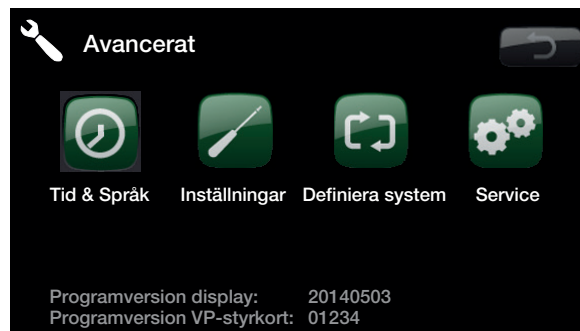 Avancerat
Tid & Språk Inställningar Definiera system Service
Programversion display: 20140503
Programversion VP-styrkort: 01234